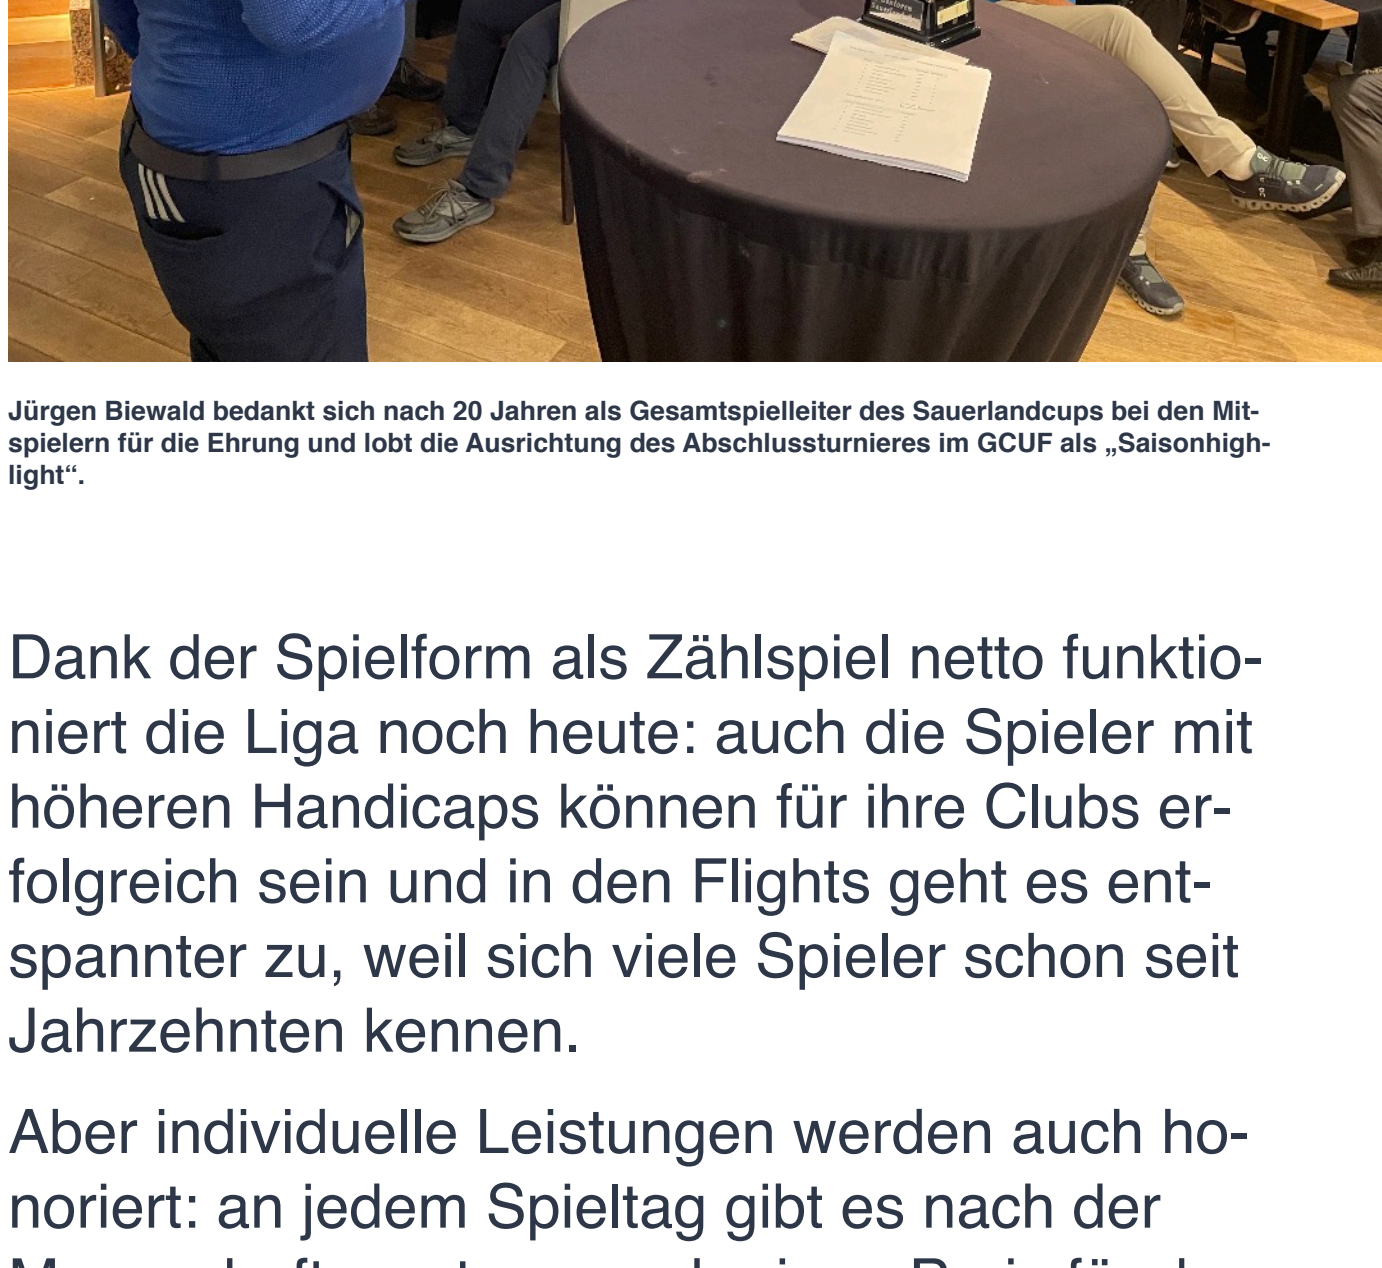 Senioren
Jürgen Biewald bedankt sich nach 20 Jahren als Gesamtspielleiter des Sauerlandcups bei den Mit-
spielern für die Ehrung und lobt die Ausrichtung des Abschlussturnieres im GCUF als „Saisonhigh-
light“.
Dank der Spielform als Zählspiel netto funktio-
niert die Liga noch heute: auch die Spieler mit
höheren Handicaps können für ihre Clubs er-
folgreich sein und in den Flights geht es ent-
spannter zu, weil sich viele Spieler schon seit
Jahrzehnten kennen.
Aber individuelle Leistungen werden auch ho-
noriert: an jedem Spieltag gibt es nach der